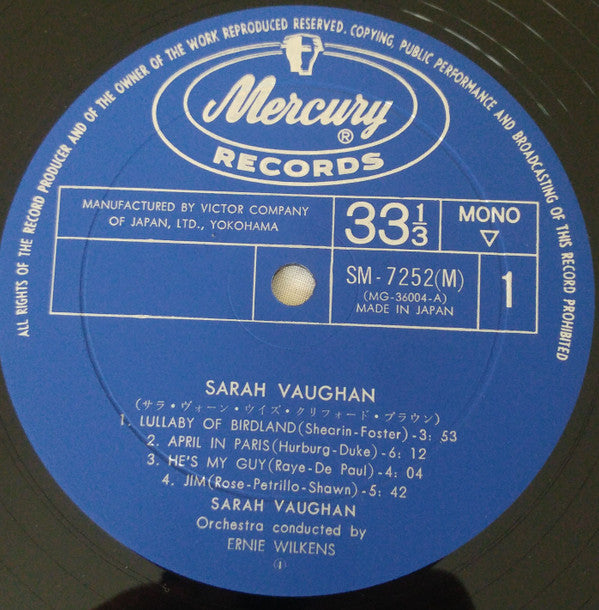 ALL RIGHTS OF THE RECORD PRODUCER AND OF THE OWNER OF THE WORK REPRODUCED RESERVED. COPYING, PUBLIC PERFORMANCE AND BROADCASTING OF THIS RECORD PROHIBITED
Mercury ®
RECORDS
MANUFACTURED BY VICTOR COMPANY
OF JAPAN, LTD., YOKOHAMA
33 1/3
MONO
▽
SM-7252(M)
(MG-36004-A)
MADE IN JAPAN
1
SARAH VAUGHAN
(サラ・ヴォーン・ウイズ・クリフォード・ブラウン)
1. LULLABY OF BIRDLAND(Shearin-Foster)-3: 53
2. APRIL IN PARIS(Hurburg-Duke)-6: 12
3. HE'S MY GUY(Raye-De Paul)-4: 04
4. JIM(Rose-Petrillo-Shawn)-5: 42
SARAH VAUGHAN
Orchestra conducted by
ERNIE WILKENS